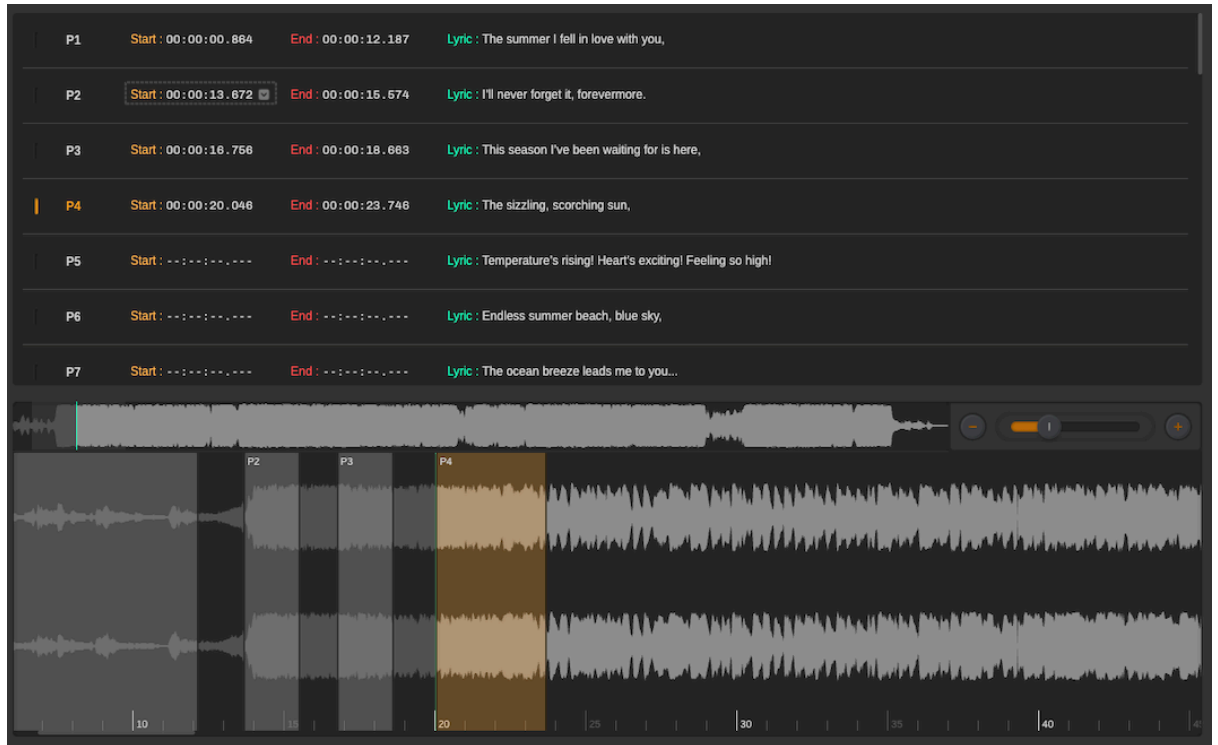 P1 Start : 00:00:00.864 End : 00:00:12.187 Lyric : The summer I fell in love with you,
P2 Start : 00:00:13.672 End : 00:00:15.574 Lyric : I'll never forget it, forevermore.
P3 Start : 00:00:16.756 End : 00:00:18.663 Lyric : This season I've been waiting for is here,
P4 Start : 00:00:20.046 End : 00:00:23.746 Lyric : The sizzling, scorching sun,
P5 Start : --:--:--.--- End : --:--:--.--- Lyric : Temperature's rising! Heart's exciting! Feeling so high!
P6 Start : --:--:--.--- End : --:--:--.--- Lyric : Endless summer beach, blue sky,
P7 Start : --:--:--.--- End : --:--:--.--- Lyric : The ocean breeze leads me to you...
P2 P3 P4
10 15 20 25 30 35 40